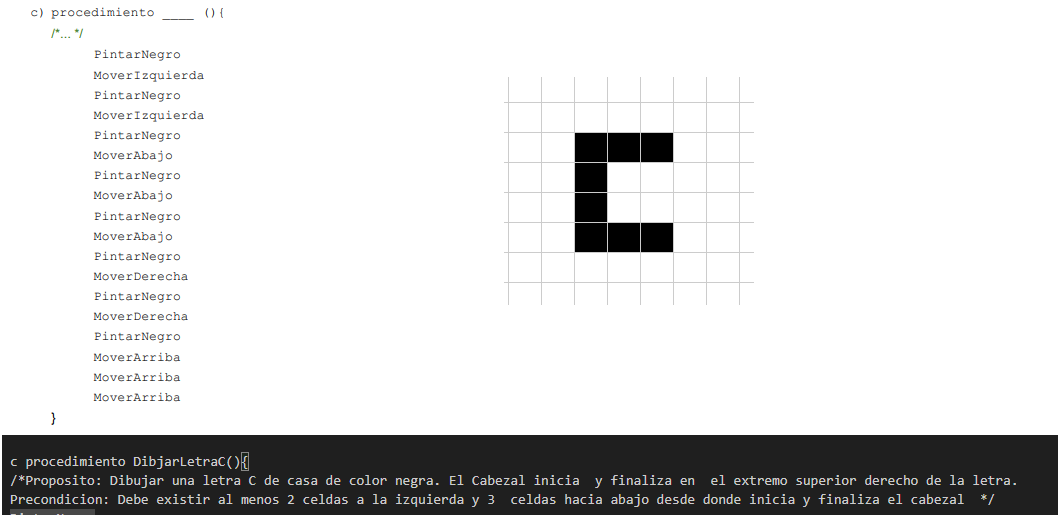 c) procedimiento ____ (){
/*... */
PintarNegro
MoverIzquierda
PintarNegro
MoverIzquierda
PintarNegro
MoverAbajo
PintarNegro
MoverAbajo
PintarNegro
MoverAbajo
PintarNegro
MoverDerecha
PintarNegro
MoverDerecha
PintarNegro
MoverArriba
MoverArriba
MoverArriba
}
c procedimiento DibjarLetraC(){
/*Proposito: Dibujar una letra C de casa de color negra. El Cabezal inicia  y finaliza en  el extremo superior derecho de la letra.
Precondicion: Debe existir al menos 2 celdas a la izquierda y 3  celdas hacia abajo desde donde inicia y finaliza el cabezal  */